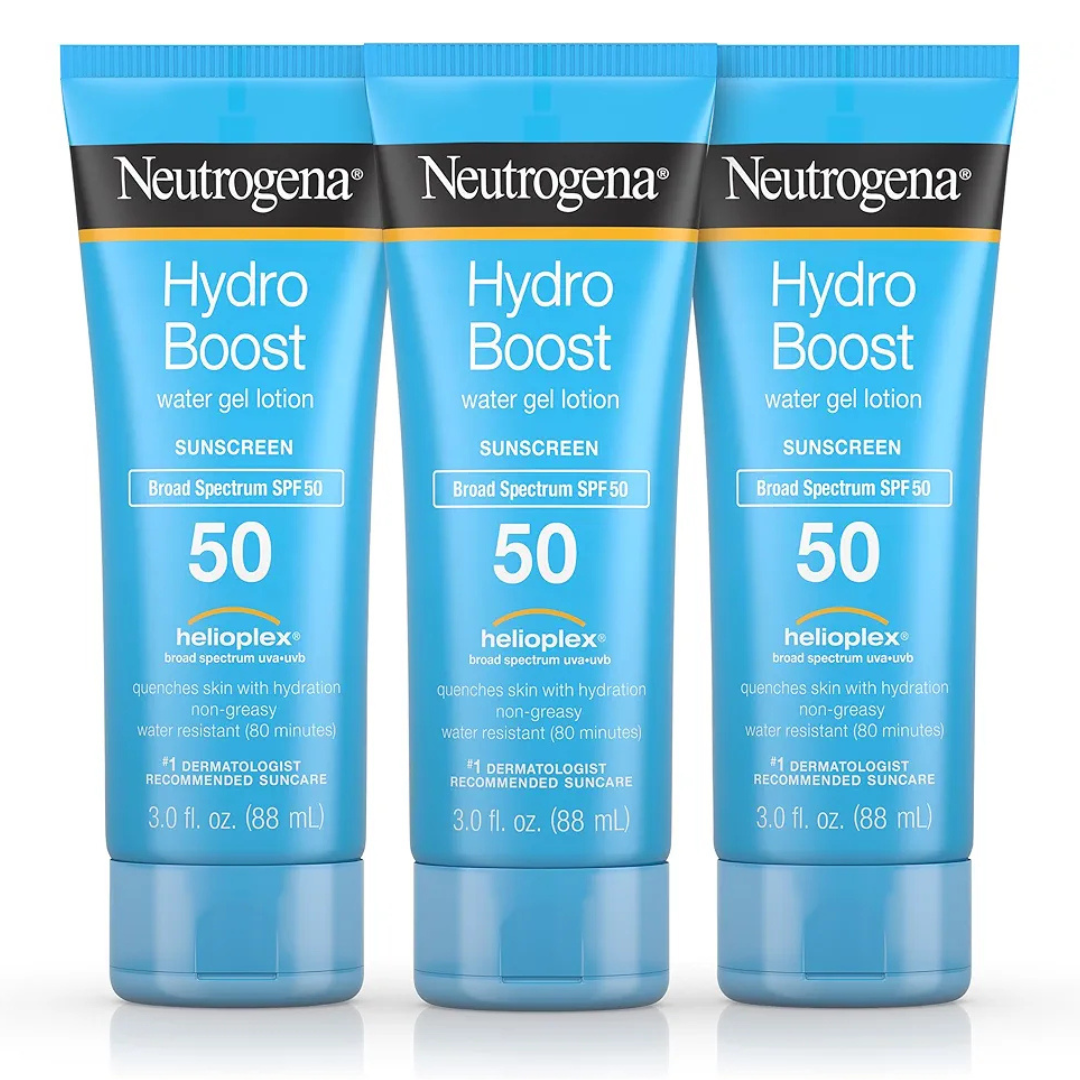 Neutrogena®
Hydro
Boost
water gel lotion
SUNSCREEN
Broad Spectrum SPF 50
50
helioplex®
broad spectrum uva•uvb
quenches skin with hydration
non-greasy
water resistant (80 minutes)
#1 DERMATOLOGIST
RECOMMENDED SUNCARE
3.0 fl. oz. (88 mL)
Neutrogena®
Hydro
Boost
water gel lotion
SUNSCREEN
Broad Spectrum SPF 50
50
helioplex®
broad spectrum uva•uvb
quenches skin with hydration
non-greasy
water resistant (80 minutes)
#1 DERMATOLOGIST
RECOMMENDED SUNCARE
3.0 fl. oz. (88 mL)
Neutrogena®
Hydro
Boost
water gel lotion
SUNSCREEN
Broad Spectrum SPF 50
50
helioplex®
broad spectrum uva•uvb
quenches skin with hydration
non-greasy
water resistant (80 minutes)
#1 DERMATOLOGIST
RECOMMENDED SUNCARE
3.0 fl. oz. (88 mL)